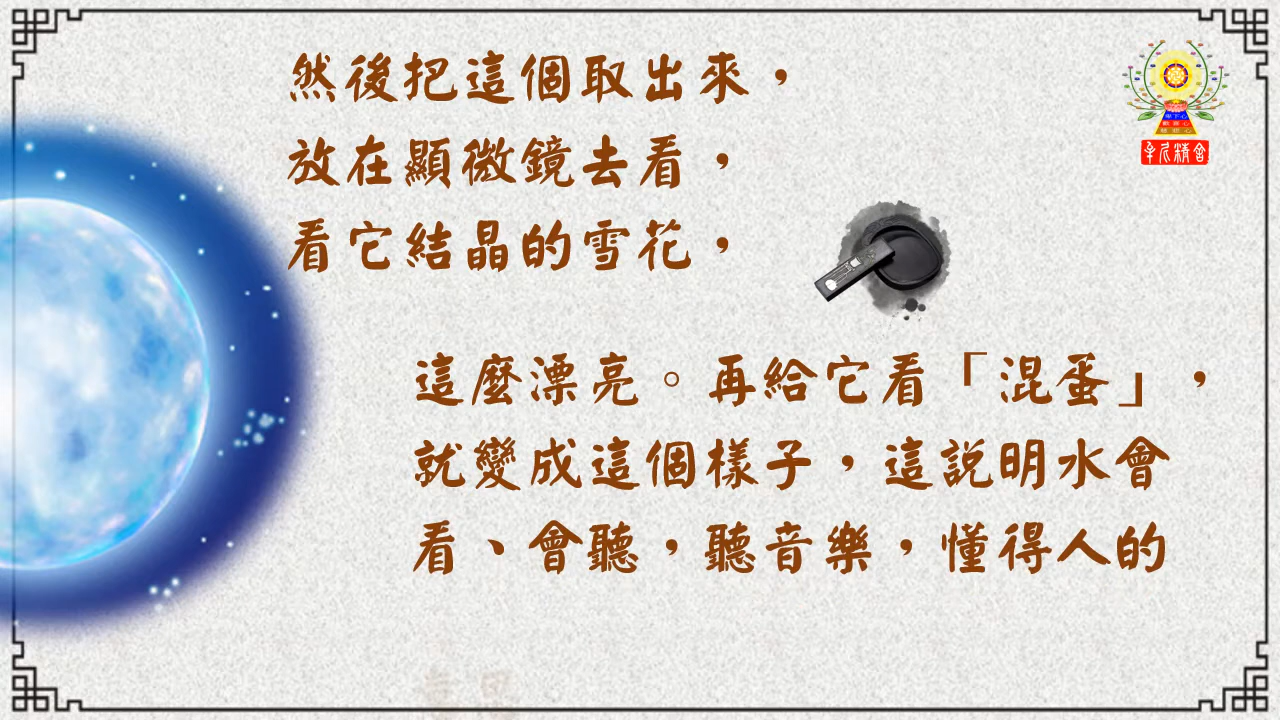 然後把這個取出來，
放在顯微鏡去看，
看它結晶的雪花，
這麼漂亮。再給它看「混蛋」，
就變成這個樣子，這説明水會
看、會聽，聽音樂，懂得人的